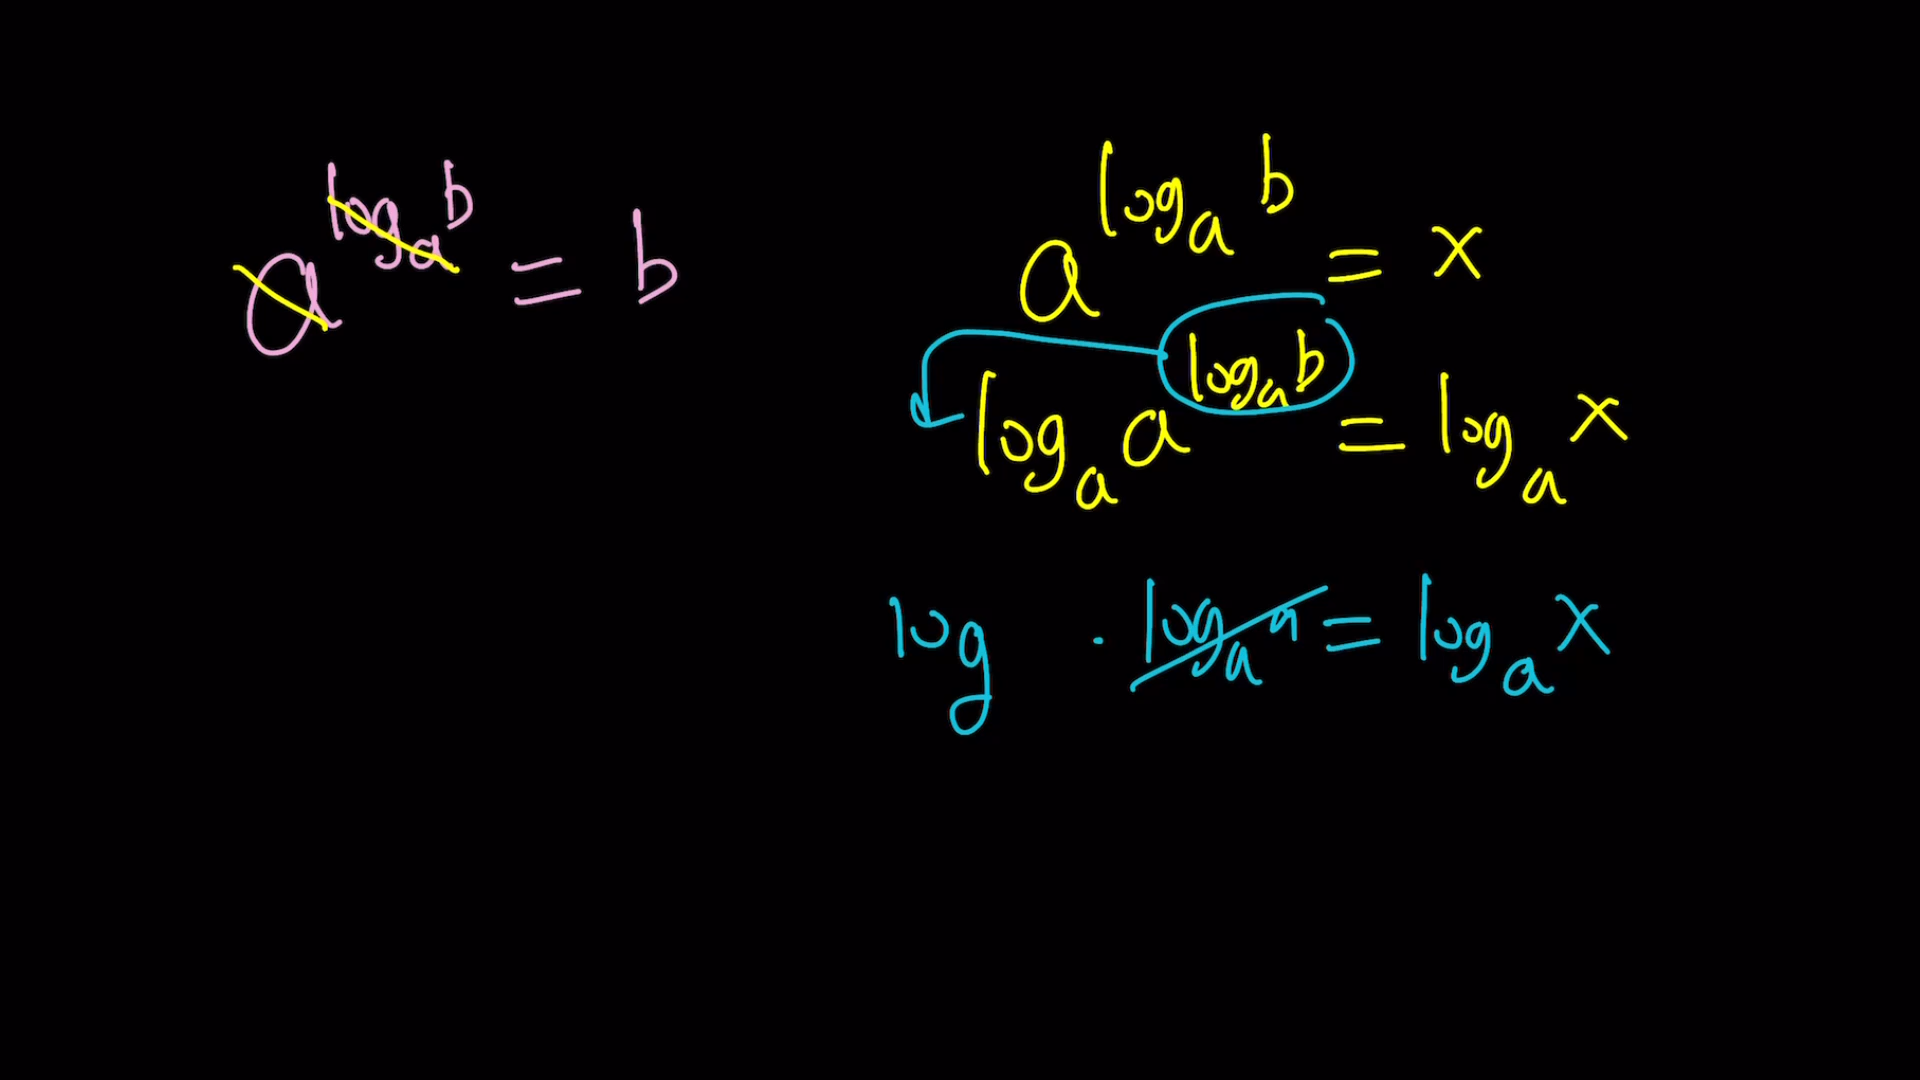 a^{log_a b} = b
a^{log_a b} = x
log_a a^{log_a b} = log_a x
log · log_a a = log_a x